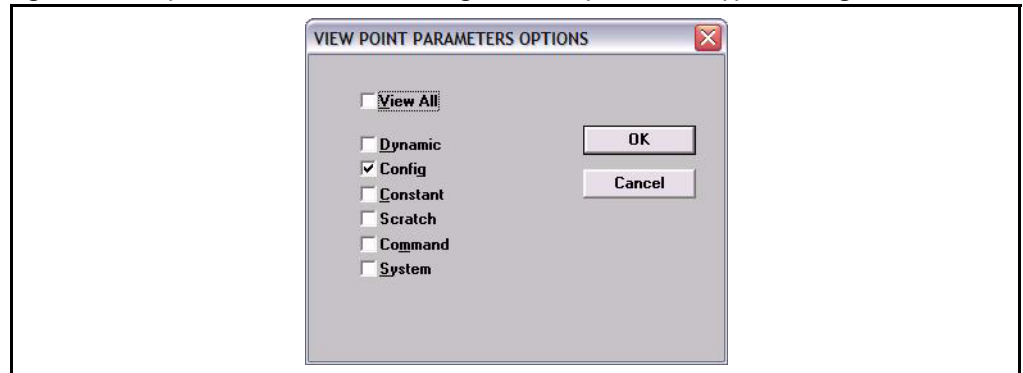 VIEW POINT PARAMETERS OPTIONS
View All
Dynamic
Config
Constant
Scratch
Command
System
OK
Cancel